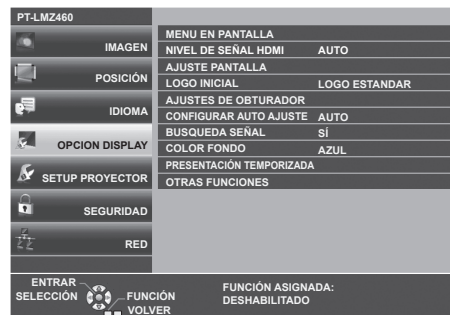 PT-LMZ460
IMAGEN
POSICIÓN
IDIOMA
OPCION DISPLAY
SETUP PROYECTOR
SEGURIDAD
RED
MENU EN PANTALLA
NIVEL DE SEÑAL HDMI AUTO
AJUSTE PANTALLA
LOGO INICIAL LOGO ESTANDAR
AJUSTES DE OBTURADOR
CONFIGURAR AUTO AJUSTE AUTO
BUSQUEDA SEÑAL SÍ
COLOR FONDO AZUL
PRESENTACIÓN TEMPORIZADA
OTRAS FUNCIONES
ENTRAR
SELECCIÓN
FUNCIÓN
VOLVER
FUNCIÓN ASIGNADA:
DESHABILITADO